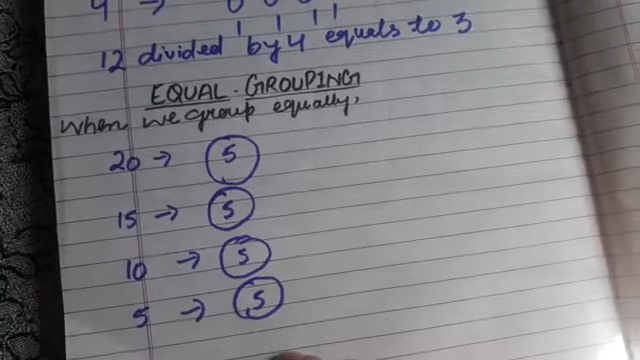 4 →
12 divided by 4 equals to 3
EQUAL. GROUPING
When we group equally,
20 → 5
15 → 5
10 → 5
5 → 5